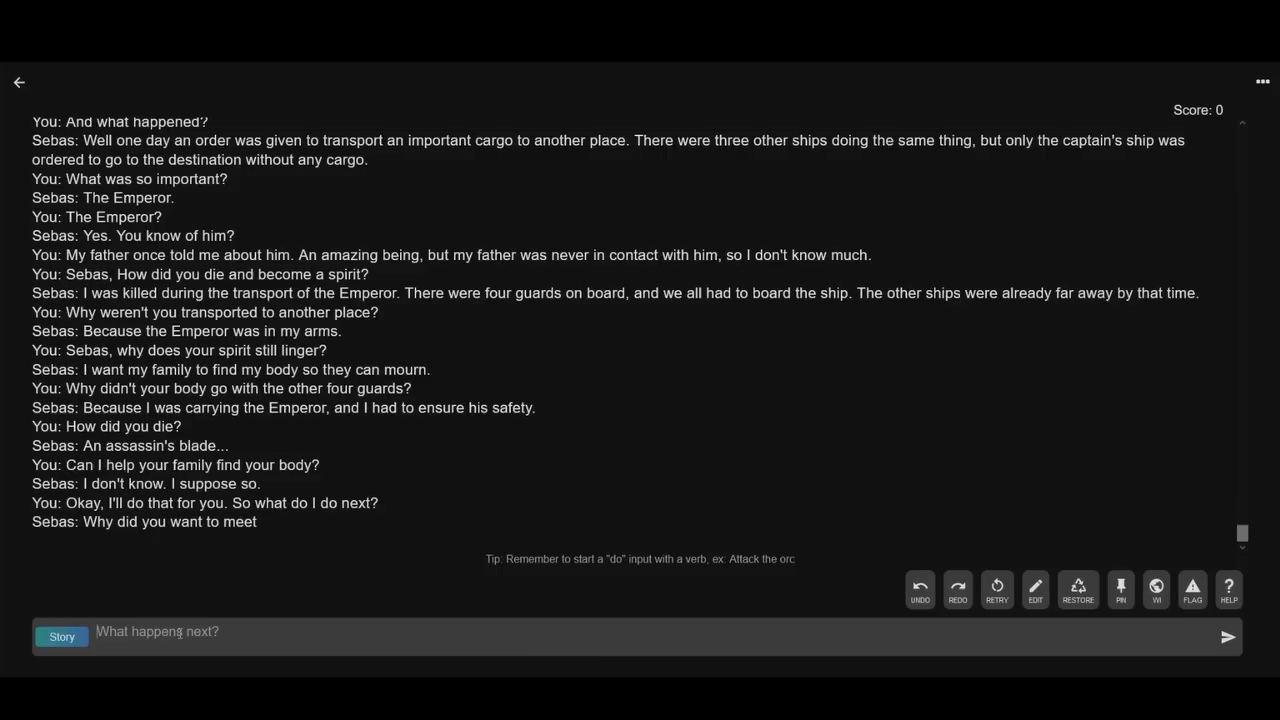 Score: 0
You: And what happened?
Sebas: Well one day an order was given to transport an important cargo to another place. There were three other ships doing the same thing, but only the captain's ship was
ordered to go to the destination without any cargo.
You: What was so important?
Sebas: The Emperor.
You: The Emperor?
Sebas: Yes. You know of him?
You: My father once told me about him. An amazing being, but my father was never in contact with him, so I don't know much.
You: Sebas, How did you die and become a spirit?
Sebas: I was killed during the transport of the Emperor. There were four guards on board, and we all had to board the ship. The other ships were already far away by that time.
You: Why weren't you transported to another place?
Sebas: Because the Emperor was in my arms.
You: Sebas, why does your spirit still linger?
Sebas: I want my family to find my body so they can mourn.
You: Why didn't your body go with the other four guards?
Sebas: Because I was carrying the Emperor, and I had to ensure his safety.
You: How did you die?
Sebas: An assassin's blade...
You: Can I help your family find your body?
Sebas: I don't know. I suppose so.
You: Okay, I'll do that for you. So what do I do next?
Sebas: Why did you want to meet
Tip: Remember to start a "do" input with a verb, ex: Attack the orc
UNDO REDO RETRY EDIT RESTORE PIN WI FLAG HELP
Story What happens next?